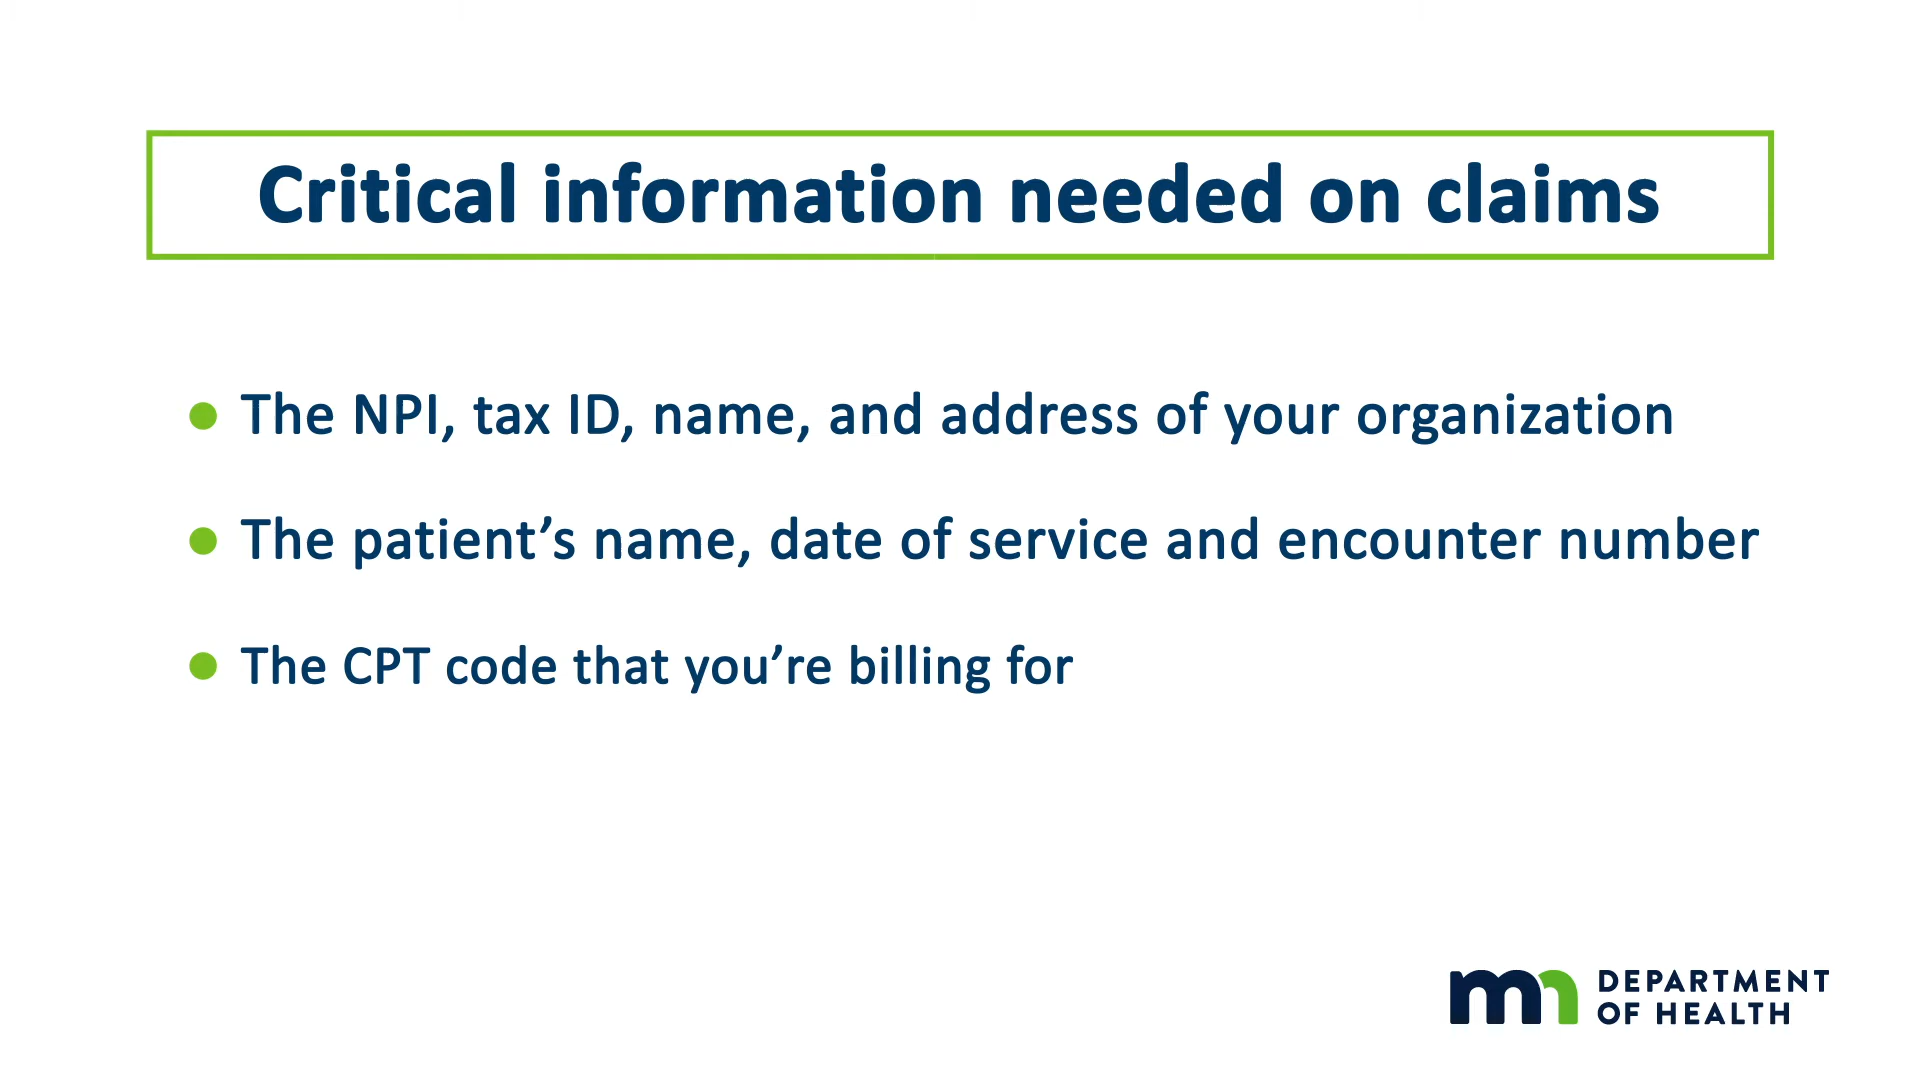 Critical information needed on claims
The NPI, tax ID, name, and address of your organization
The patient’s name, date of service and encounter number
The CPT code that you’re billing for
mn DEPARTMENT
OF HEALTH